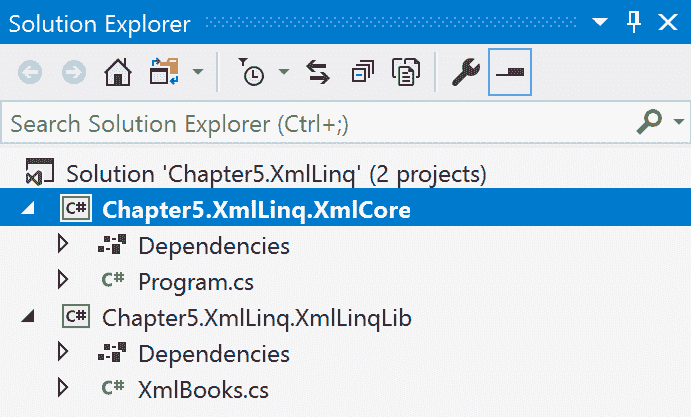 Solution Explorer
Search Solution Explorer (Ctrl+;)
Solution 'Chapter5.XmlLinq' (2 projects)
C# Chapter5.XmlLinq.XmlCore
Dependencies
C# Program.cs
C# Chapter5.XmlLinq.XmlLinqLib
Dependencies
C# XmlBooks.cs